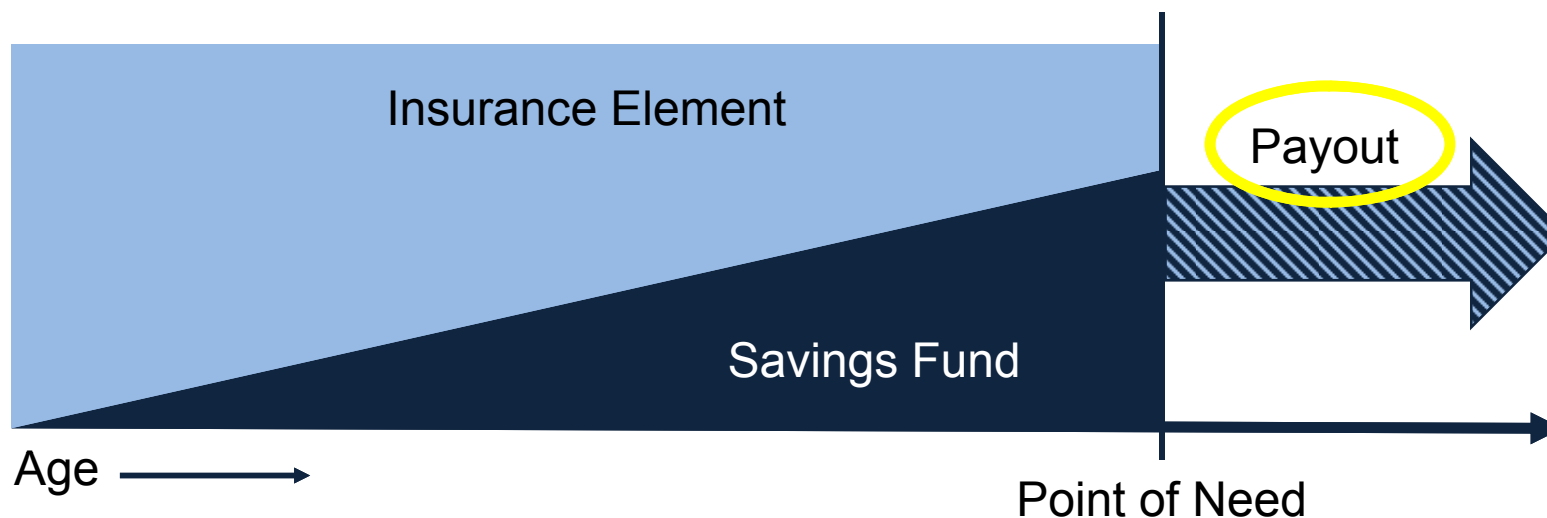 Insurance Element
Payout
Savings Fund
Age
Point of Need